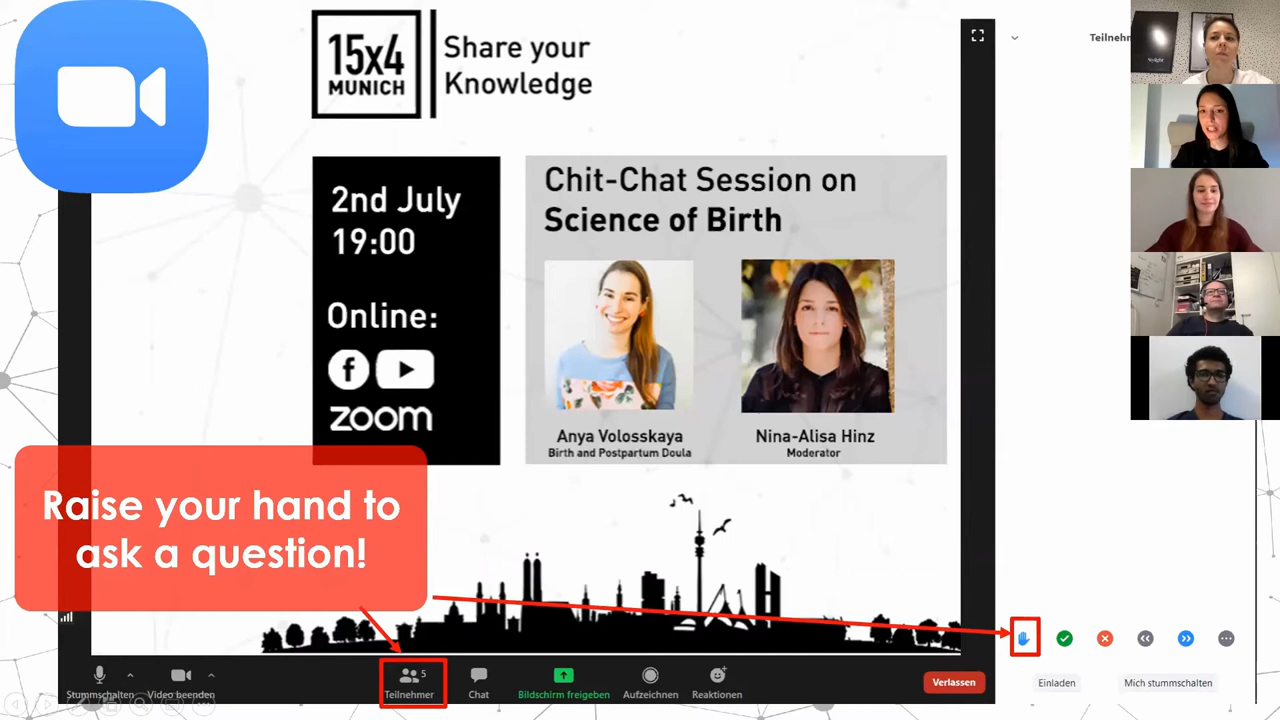 15x4
MUNICH
Share your
Knowledge
2nd July
19:00
Online:
zoom
Chit-Chat Session on
Science of Birth
Anya Volosskaya
Birth and Postpartum Doula
Nina-Alisa Hinz
Moderator
Raise your hand to
ask a question!
Teilnehm
Stummschalten
Video beenden
5
Teilnehmer
Chat
Bildschirm freigeben
Aufzeichnen
Reaktionen
Verlassen
Einladen
Mich stummschalten